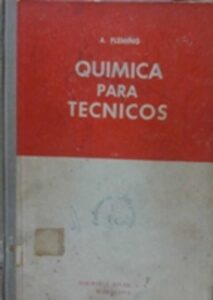 A. FLEMING
QUIMICA
PARA
TECNICOS